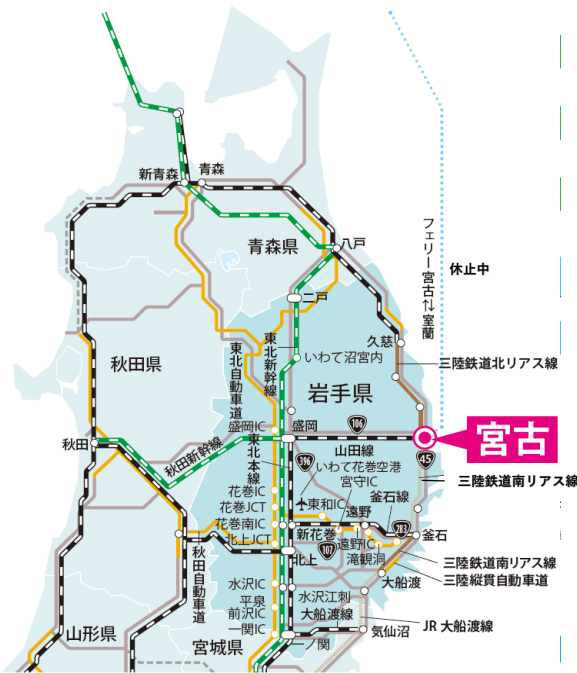 新青森
青森
青森県
八戸
フェリー宮古⇅室蘭
休止中
二戸
久慈
東北新幹線
いわて沼宮内
三陸鉄道北リアス線
秋田県
東北自動車道
岩手県
盛岡IC
盛岡
106
宮古
秋田
秋田新幹線
東北本線
山田線
45
396
いわて花巻空港
宮守IC
三陸鉄道南リアス線
花巻IC
東和IC
釜石線
花巻JCT
遠野
283
花巻南IC
新花巻
釜石
北上JCT
107
遠野IC
滝観洞
北上
三陸鉄道南リアス線
秋田自動車道
大船渡
三陸縦貫自動車道
水沢IC
水沢江刺
平泉
大船渡線
前沢IC
JR 大船渡線
山形県
一関IC
気仙沼
宮城県
一ノ関